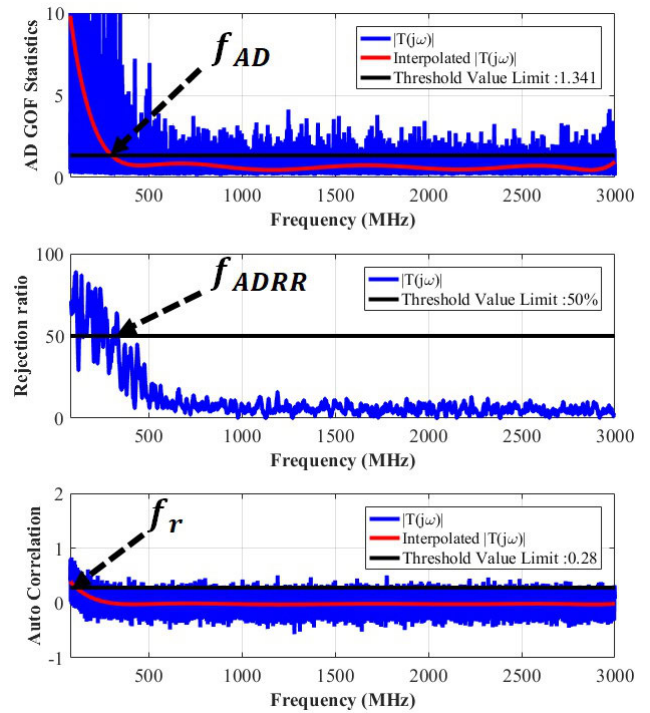 10
5
0
AD GOF Statistics
f AD
|T(jω)|
Interpolated |T(jω)|
Threshold Value Limit :1.341
500 1000 1500 2000 2500 3000
Frequency (MHz)
100
50
0
Rejection ratio
f ADRR
|T(jω)|
Threshold Value Limit :50%
500 1000 1500 2000 2500 3000
Frequency (MHz)
2
1
0
-1
Auto Correlation
f r
|T(jω)|
Interpolated |T(jω)|
Threshold Value Limit :0.28
500 1000 1500 2000 2500 3000
Frequency (MHz)